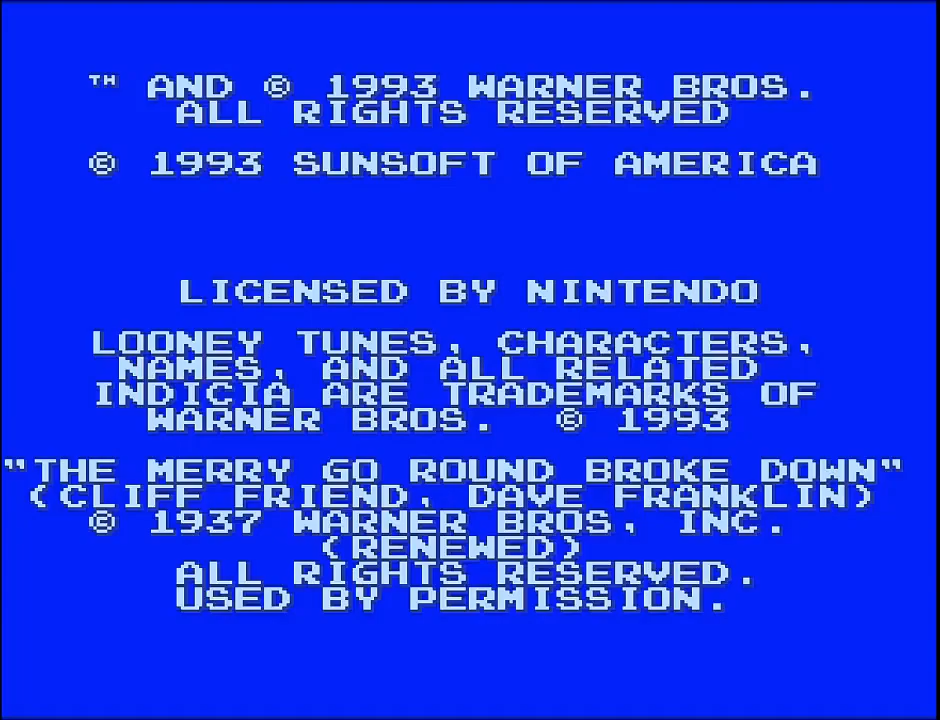 ™ AND © 1993 WARNER BROS.
ALL RIGHTS RESERVED
© 1993 SUNSOFT OF AMERICA
LICENSED BY NINTENDO
LOONEY TUNES, CHARACTERS,
NAMES, AND ALL RELATED
INDICIA ARE TRADEMARKS OF
WARNER BROS. © 1993
"THE MERRY GO ROUND BROKE DOWN"
(CLIFF FRIEND, DAVE FRANKLIN)
© 1937 WARNER BROS, INC.
(RENEWED)
ALL RIGHTS RESERVED.
USED BY PERMISSION.